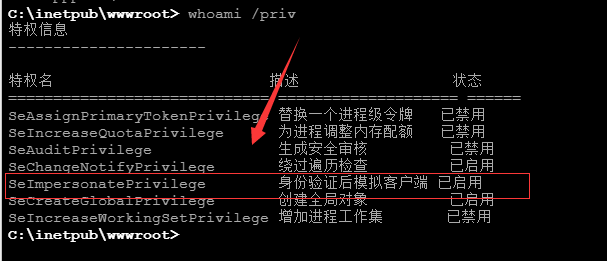 C:\inetpub\wwwroot> whoami /priv
特权信息
----------------------
特权名 描述 状态
============================= ========================= ======
SeAssignPrimaryTokenPrivilege 替换一个进程级令牌 已禁用
SeIncreaseQuotaPrivilege 为进程调整内存配额 已禁用
SeAuditPrivilege 生成安全审核 已禁用
SeChangeNotifyPrivilege 绕过遍历检查 已启用
SeImpersonatePrivilege 身份验证后模拟客户端 已启用
SeCreateGlobalPrivilege 创建全局对象 已启用
SeIncreaseWorkingSetPrivilege 增加进程工作集 已禁用
C:\inetpub\wwwroot>